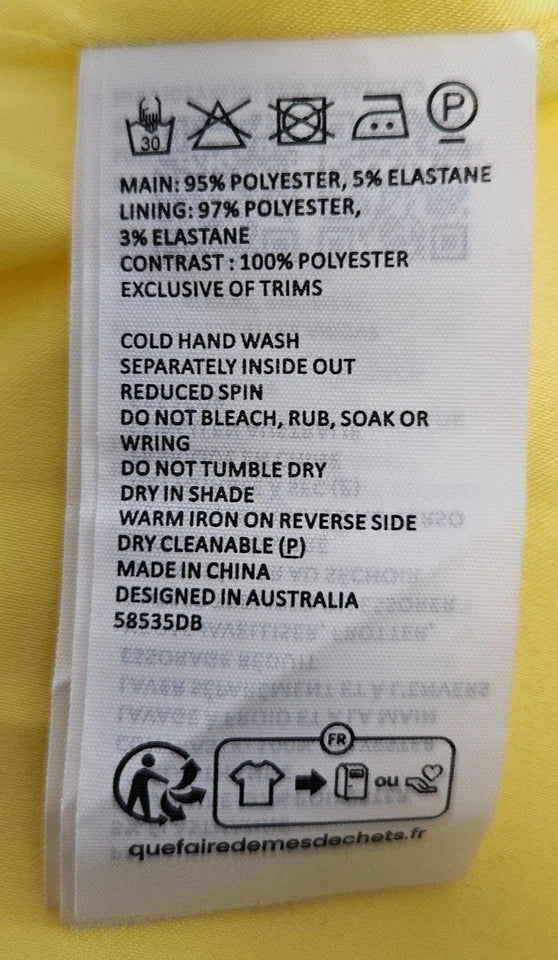 30
P
MAIN: 95% POLYESTER, 5% ELASTANE
LINING: 97% POLYESTER,
3% ELASTANE
CONTRAST : 100% POLYESTER
EXCLUSIVE OF TRIMS
COLD HAND WASH
SEPARATELY INSIDE OUT
REDUCED SPIN
DO NOT BLEACH, RUB, SOAK OR
WRING
DO NOT TUMBLE DRY
DRY IN SHADE
WARM IRON ON REVERSE SIDE
DRY CLEANABLE (P)
MADE IN CHINA
DESIGNED IN AUSTRALIA
58535DB
FR
ou
quefairedemesdechets.fr